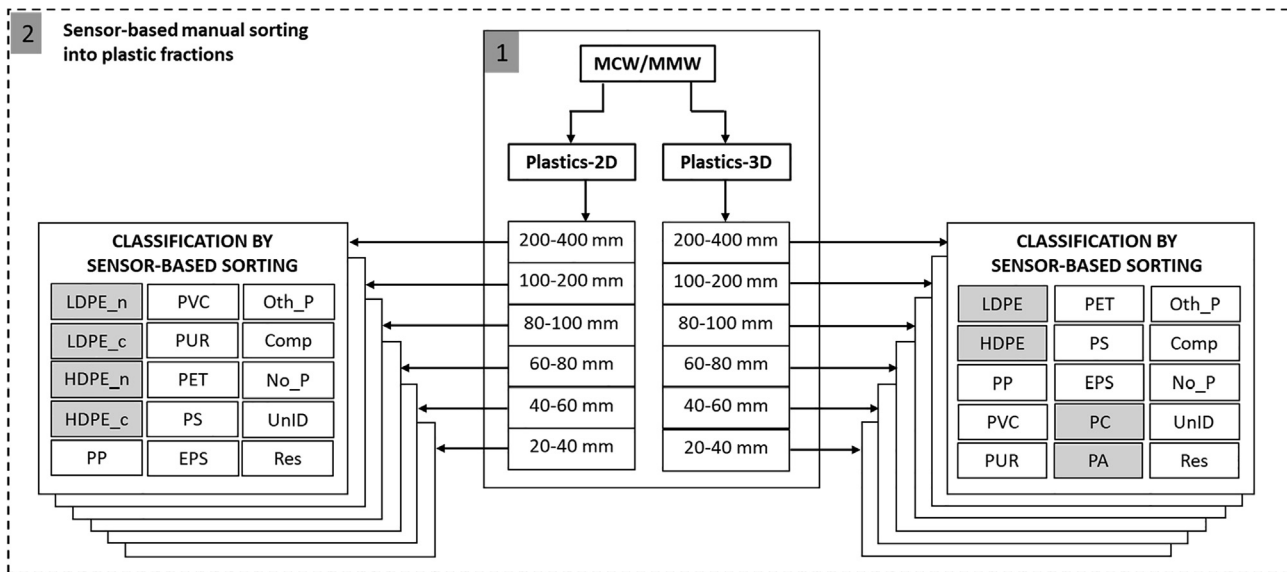 2
Sensor-based manual sorting
into plastic fractions
1
MCW/MMW
Plastics-2D
Plastics-3D
200-400 mm
100-200 mm
80-100 mm
60-80 mm
40-60 mm
20-40 mm
200-400 mm
100-200 mm
80-100 mm
60-80 mm
40-60 mm
20-40 mm
CLASSIFICATION BY
SENSOR-BASED SORTING
LDPE_n PVC Oth_P
LDPE_c PUR Comp
HDPE_n PET No_P
HDPE_c PS UnID
PP EPS Res
CLASSIFICATION BY
SENSOR-BASED SORTING
LDPE PET Oth_P
HDPE PS Comp
PP EPS No_P
PVC PC UnID
PUR PA Res